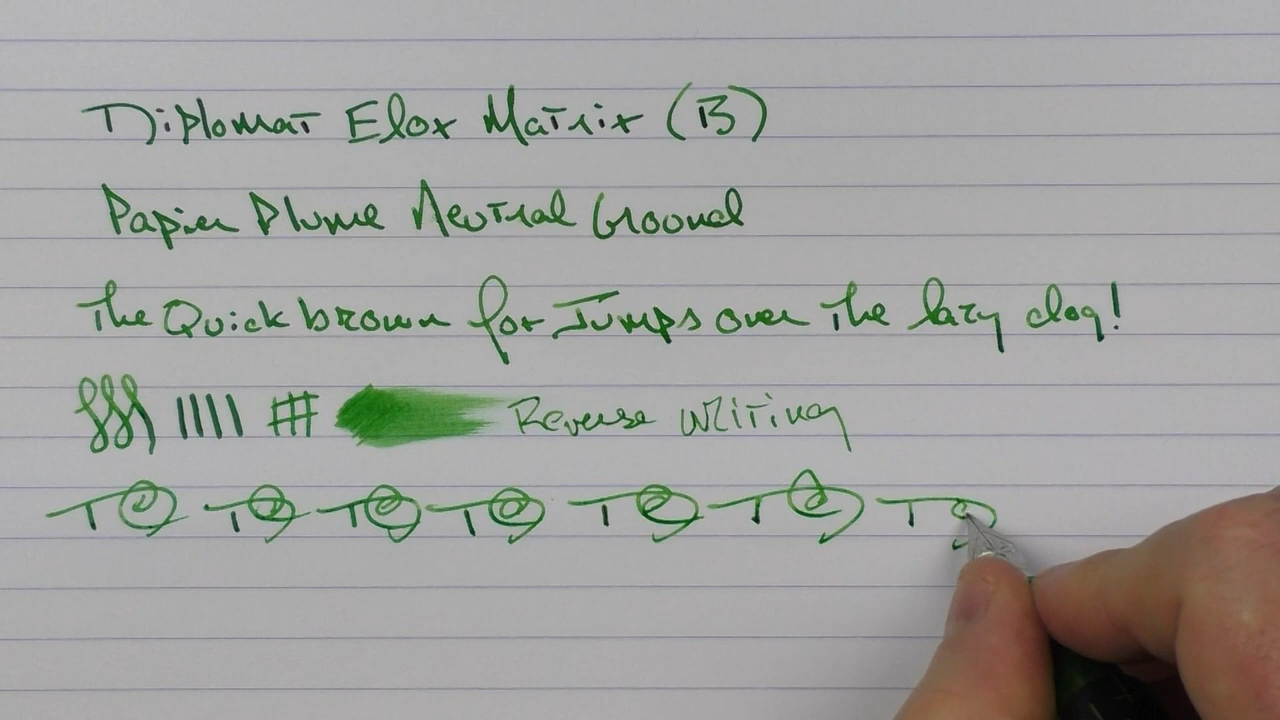 Diplomat Elox Matrix (B)
Papier Plume Neutral Ground
The Quick brown fox Jumps over The lazy dog!
Reverse Writing